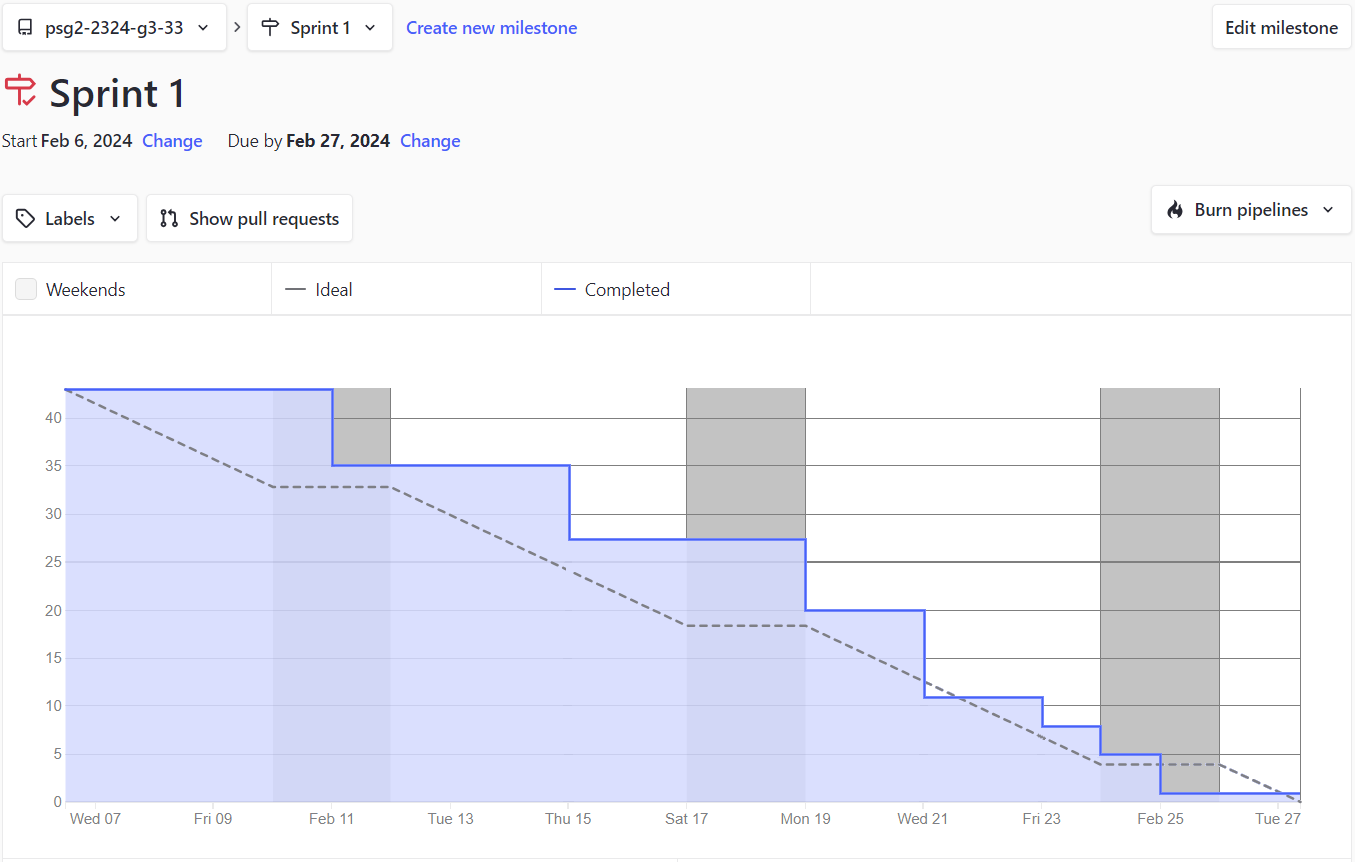 psg2-2324-g3-33 > Sprint 1 Create new milestone Edit milestone
Sprint 1
Start Feb 6, 2024 Change Due by Feb 27, 2024 Change
Labels Show pull requests Burn pipelines
Weekends Ideal Completed
40
35
30
25
20
15
10
5
0
Wed 07 Fri 09 Feb 11 Tue 13 Thu 15 Sat 17 Mon 19 Wed 21 Fri 23 Feb 25 Tue 27